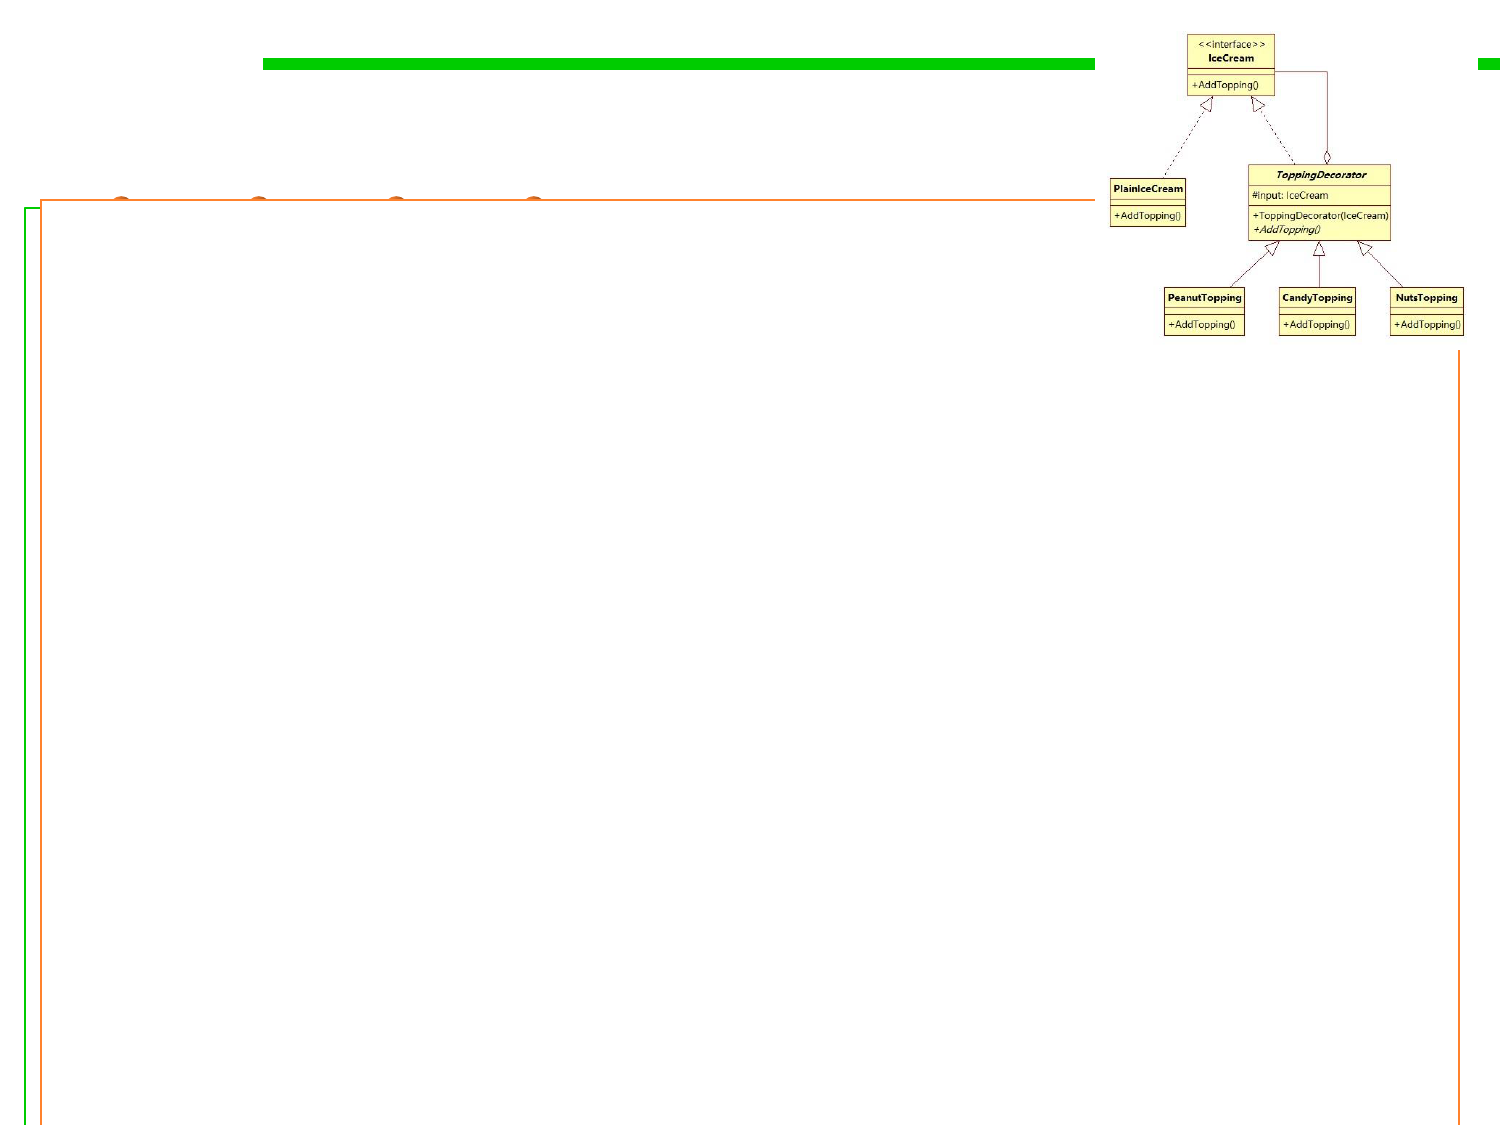 <<interface>>
IceCream
+AddTopping()
PlainIceCream
+AddTopping()
ToppingDecorator
#input: IceCream
+ToppingDecorator(IceCream)
+AddTopping()
PeanutTopping
+AddTopping()
CandyTopping
+AddTopping()
NutsTopping
+AddTopping()